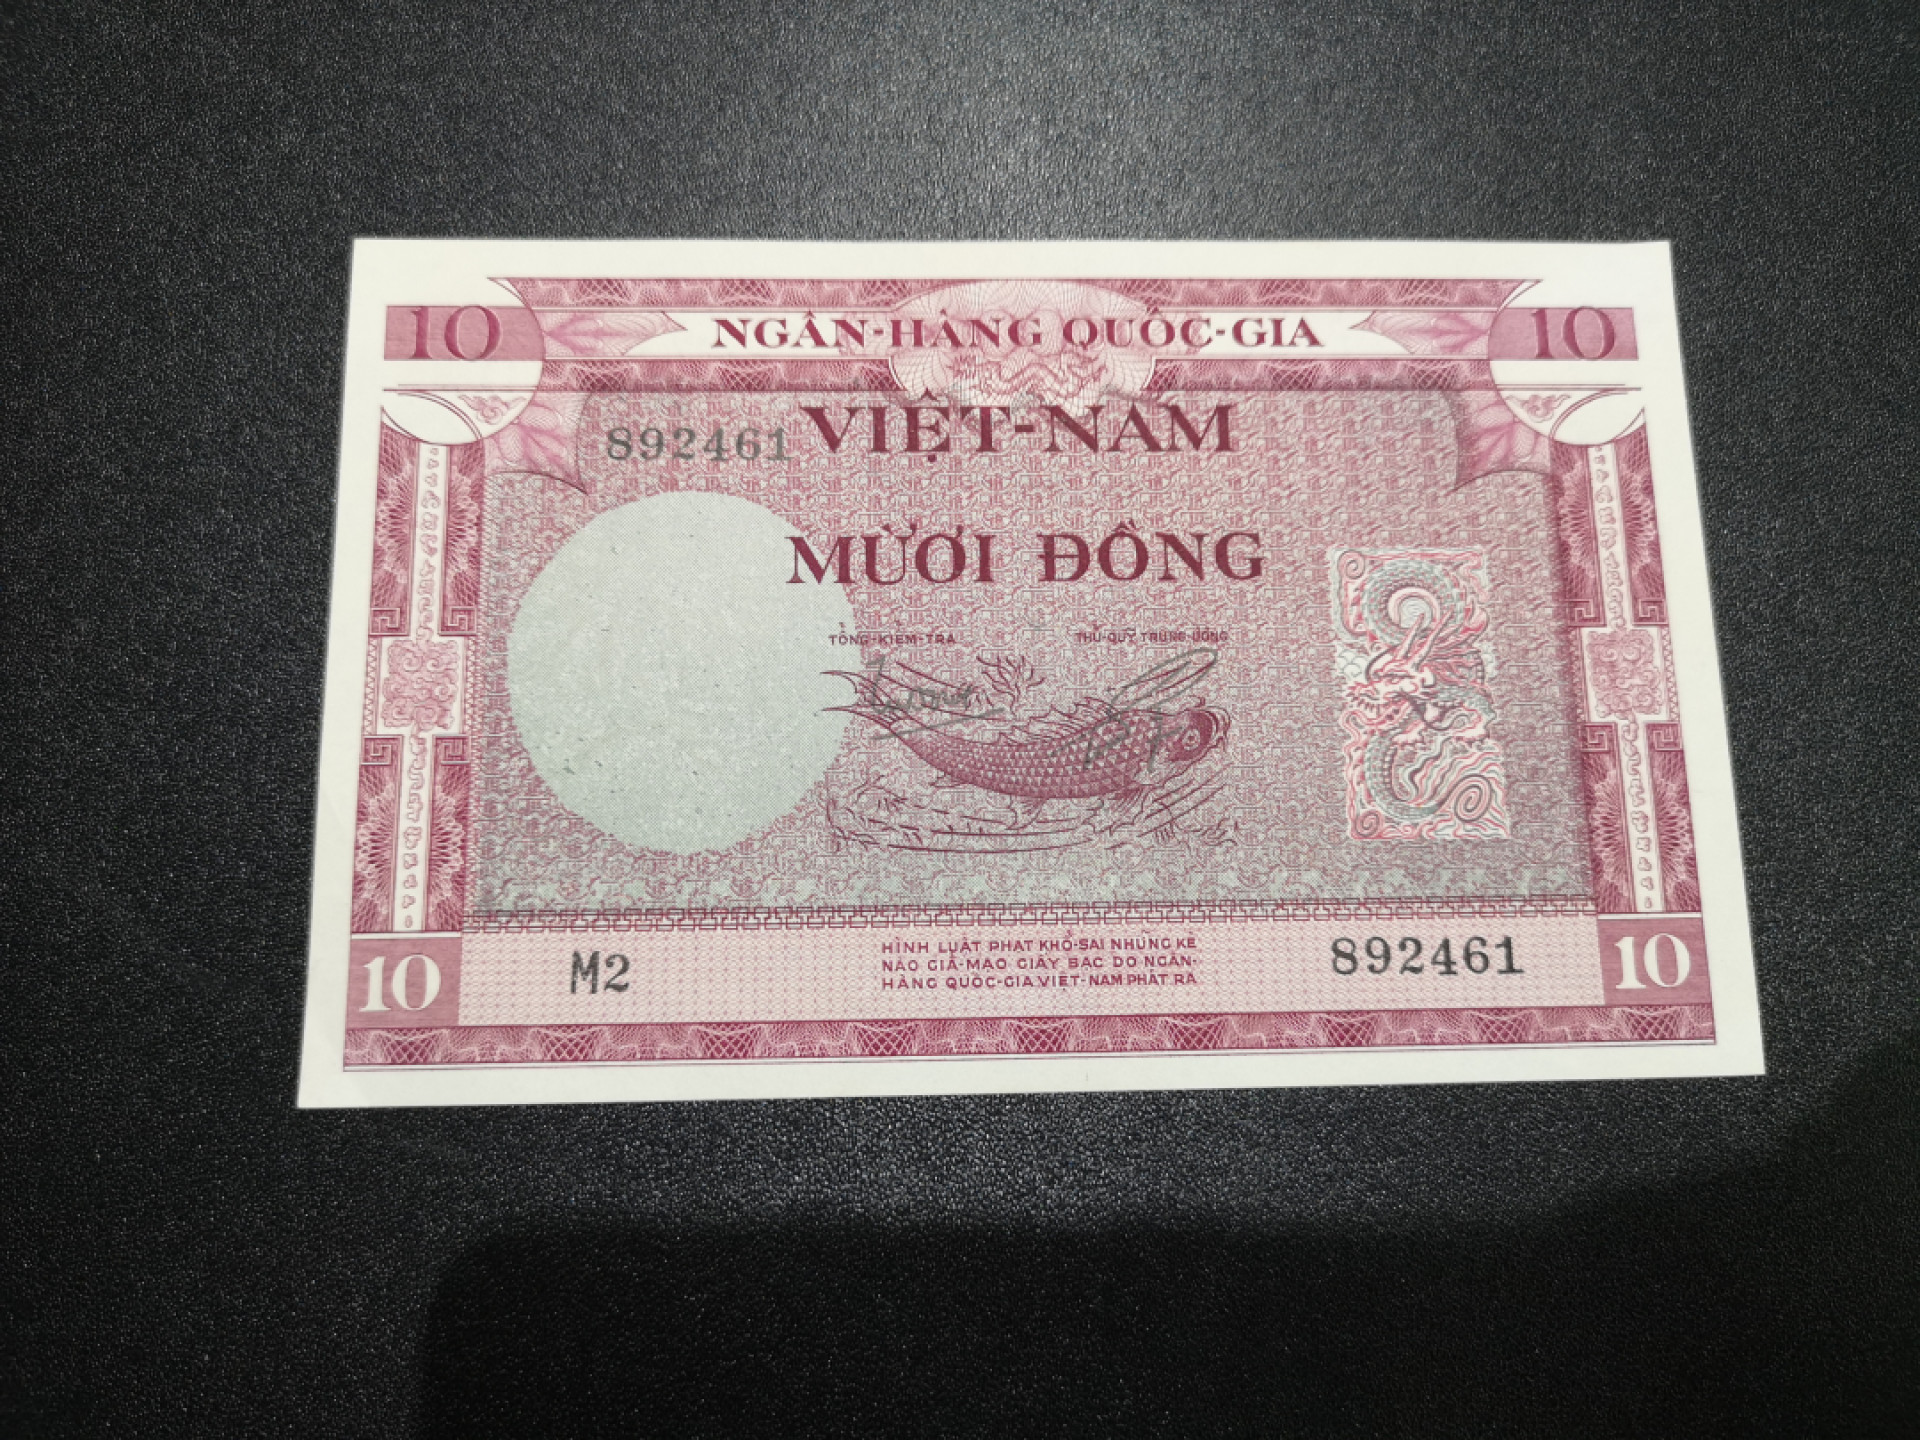 10 NGÂN-HÀNG QUỐC-GIA 10
892461 VIỆT-NAM
MƯỜI ĐỒNG
TỔNG-KIỂM-TRA THỦ-QUỸ TRUNG-ƯƠNG
M2
HÌNH LUẬT PHẠT KHỔ-SAI NHỮNG KẺ
NÀO GIẢ-MẠO GIẤY BẠC DO NGÂN-
HÀNG QUỐC-GIA VIỆT-NAM PHÁT RA
892461
10 10